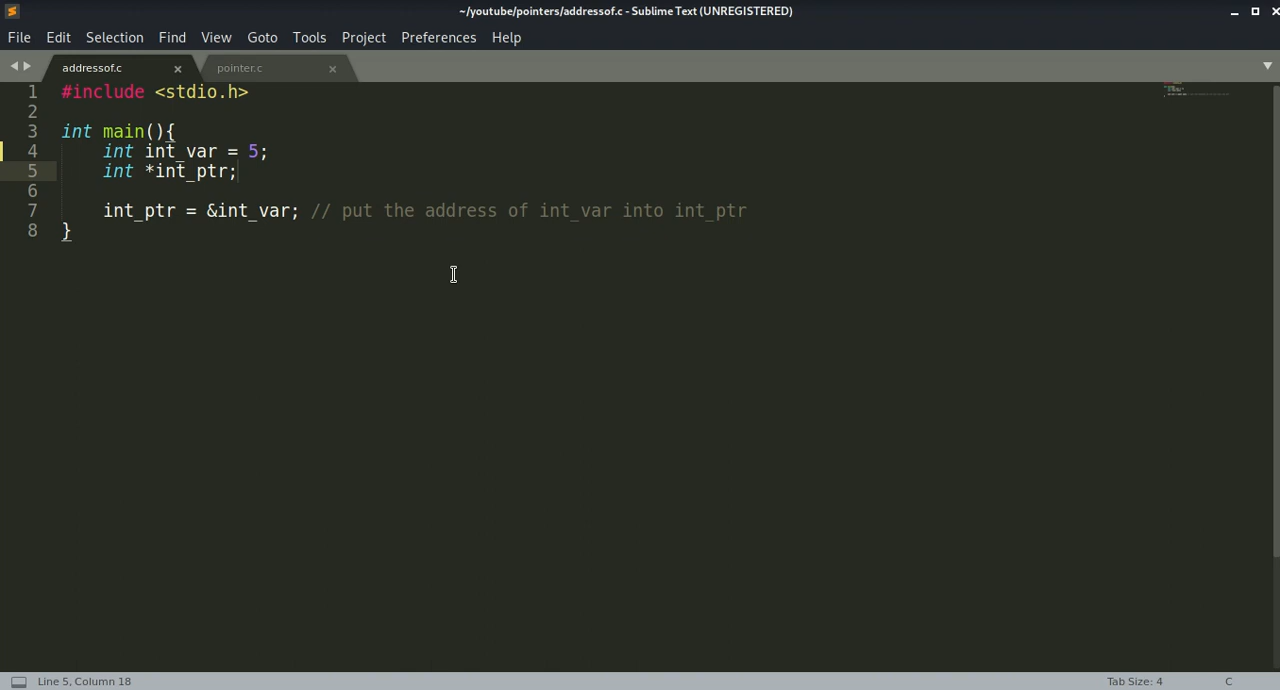 ~/youtube/pointers/addressof.c - Sublime Text (UNREGISTERED)
File Edit Selection Find View Goto Tools Project Preferences Help
addressof.c × pointer.c ×
1 #include <stdio.h>
2
3 int main(){
4     int int_var = 5;
5     int *int_ptr;
6
7     int_ptr = &int_var; // put the address of int_var into int_ptr
8 }
Line 5, Column 18 Tab Size: 4 C